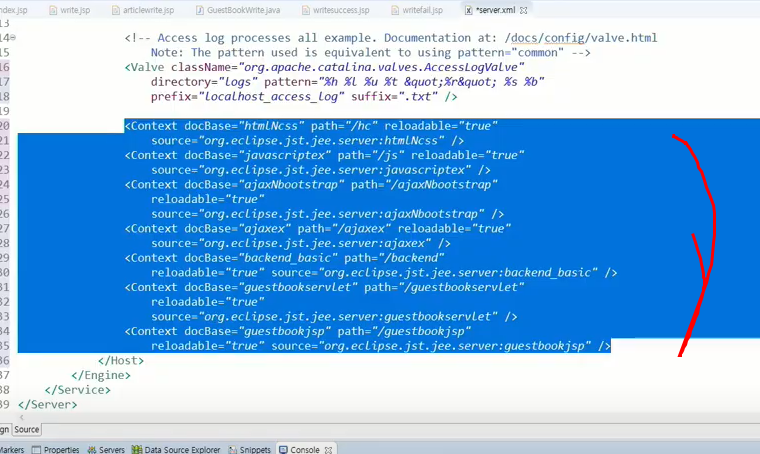 ndex.jsp write.jsp articlewrite.jsp GuestBookWrite.java writesuccess.jsp writefail.jsp *server.xml
13
14 <!-- Access log processes all example. Documentation at: /docs/config/valve.html
15 Note: The pattern used is equivalent to using pattern="common" -->
16 <Valve className="org.apache.catalina.valves.AccessLogValve"
17 directory="logs" pattern="%h %l %u %t &quot;%r&quot; %s %b"
18 prefix="localhost_access_log" suffix=".txt" />
19
20 <Context docBase="htmlNcss" path="/hc" reloadable="true"
21 source="org.eclipse.jst.jee.server:htmlNcss" />
22 <Context docBase="javascriptex" path="/js" reloadable="true"
23 source="org.eclipse.jst.jee.server:javascriptex" />
24 <Context docBase="ajaxNbootstrap" path="/ajaxNbootstrap"
25 reloadable="true"
26 source="org.eclipse.jst.jee.server:ajaxNbootstrap" />
27 <Context docBase="ajaxex" path="/ajaxex" reloadable="true"
28 source="org.eclipse.jst.jee.server:ajaxex" />
29 <Context docBase="backend_basic" path="/backend"
30 reloadable="true" source="org.eclipse.jst.jee.server:backend_basic" />
31 <Context docBase="guestbookservlet" path="/guestbookservlet"
32 reloadable="true"
33 source="org.eclipse.jst.jee.server:guestbookservlet" />
34 <Context docBase="guestbookjsp" path="/guestbookjsp"
35 reloadable="true" source="org.eclipse.jst.jee.server:guestbookjsp" />
36 </Host>
37 </Engine>
38 </Service>
39 </Server>
gn Source
Markers Properties Servers Data Source Explorer Snippets Console